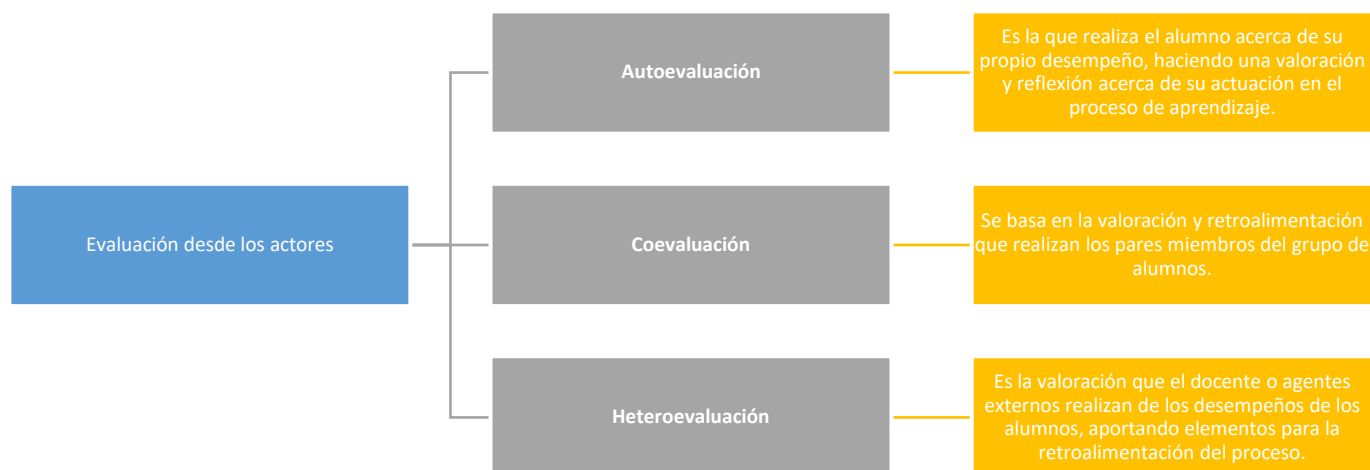 Evaluación desde los actores
Autoevaluación
Es la que realiza el alumno acerca de su
propio desempeño, haciendo una valoración
y reflexión acerca de su actuación en el
proceso de aprendizaje.
Coevaluación
Se basa en la valoración y retroalimentación
que realizan los pares miembros del grupo de
alumnos.
Heteroevaluación
Es la valoración que el docente o agentes
externos realizan de los desempeños de los
alumnos, aportando elementos para la
retroalimentación del proceso.